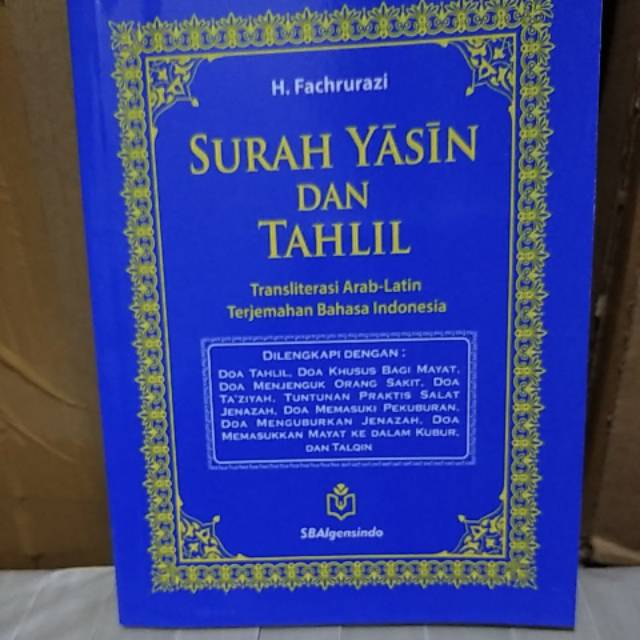 H. Fachrurazi
SURAH YĀSĪN
DAN
TAHLIL
Transliterasi Arab-Latin
Terjemahan Bahasa Indonesia
DILENGKAPI DENGAN :
DOA TAHLIL, DOA KHUSUS BAGI MAYAT,
DOA MENJENGUK ORANG SAKIT, DOA
TA'ZIYAH, TUNTUNAN PRAKTIS SALAT
JENAZAH, DOA MEMASUKI PEKUBURAN,
DOA MENGUBURKAN JENAZAH, DOA
MEMASUKKAN MAYAT KE DALAM KUBUR,
DAN TALQIN
SBAlgensindo